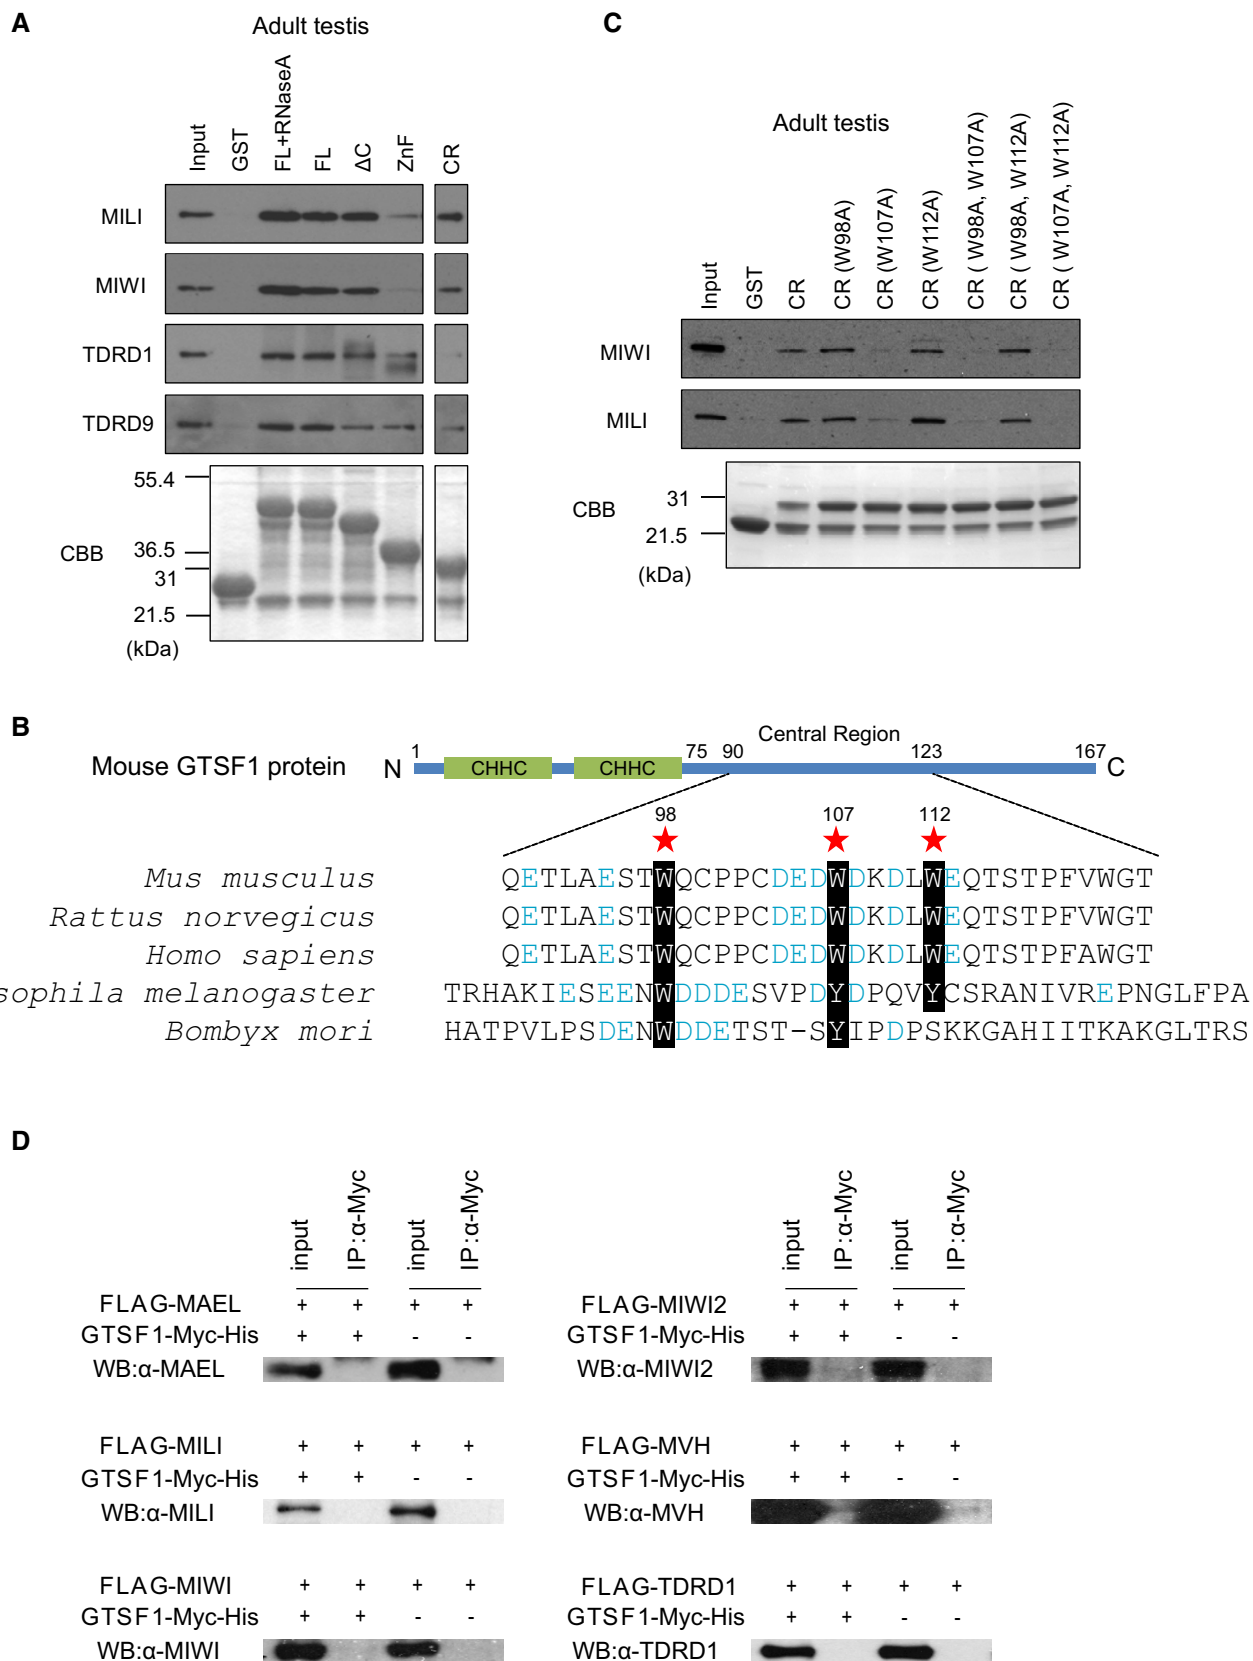 A
Adult testis
Input
GST
FL+RNaseA
FL
ΔC
ZnF
CR
MILI
MIWI
TDRD1
TDRD9
CBB
55.4
36.5
31
21.5
(kDa)
C
Adult testis
Input
GST
CR
CR (W98A)
CR (W107A)
CR (W112A)
CR ( W98A, W107A)
CR ( W98A, W112A)
CR ( W107A, W112A)
MIWI
MILI
CBB
31
21.5
(kDa)
B
Central Region
1 75 90 123 167
Mouse GTSF1 protein N CHHC CHHC C
98 107 112
Mus musculus QETLAESTWQCPPCDEDWDKDLWEQTSTPFVWGT
Rattus norvegicus QETLAESTWQCPPCDEDWDKDLWEQTSTPFVWGT
Homo sapiens QETLAESTWQCPPCDEDWDKDLWEQTSTPFAWGT
sophila melanogaster TRHAKIESEENWDDDESVPDYDPQVYCSRANIVREPNGLFPA
Bombyx mori HATPVLPSDENWDDETST-SYIPDPSKKGAHIITKAKGLTRS
D
input IP:α-Myc input IP:α-Myc
FLAG-MAEL + + + +
GTSF1-Myc-His + + - -
WB:α-MAEL
FLAG-MILI + + + +
GTSF1-Myc-His + + - -
WB:α-MILI
FLAG-MIWI + + + +
GTSF1-Myc-His + + - -
WB:α-MIWI
input IP:α-Myc input IP:α-Myc
FLAG-MIWI2 + + + +
GTSF1-Myc-His + + - -
WB:α-MIWI2
FLAG-MVH + + + +
GTSF1-Myc-His + + - -
WB:α-MVH
FLAG-TDRD1 + + + +
GTSF1-Myc-His + + - -
WB:α-TDRD1